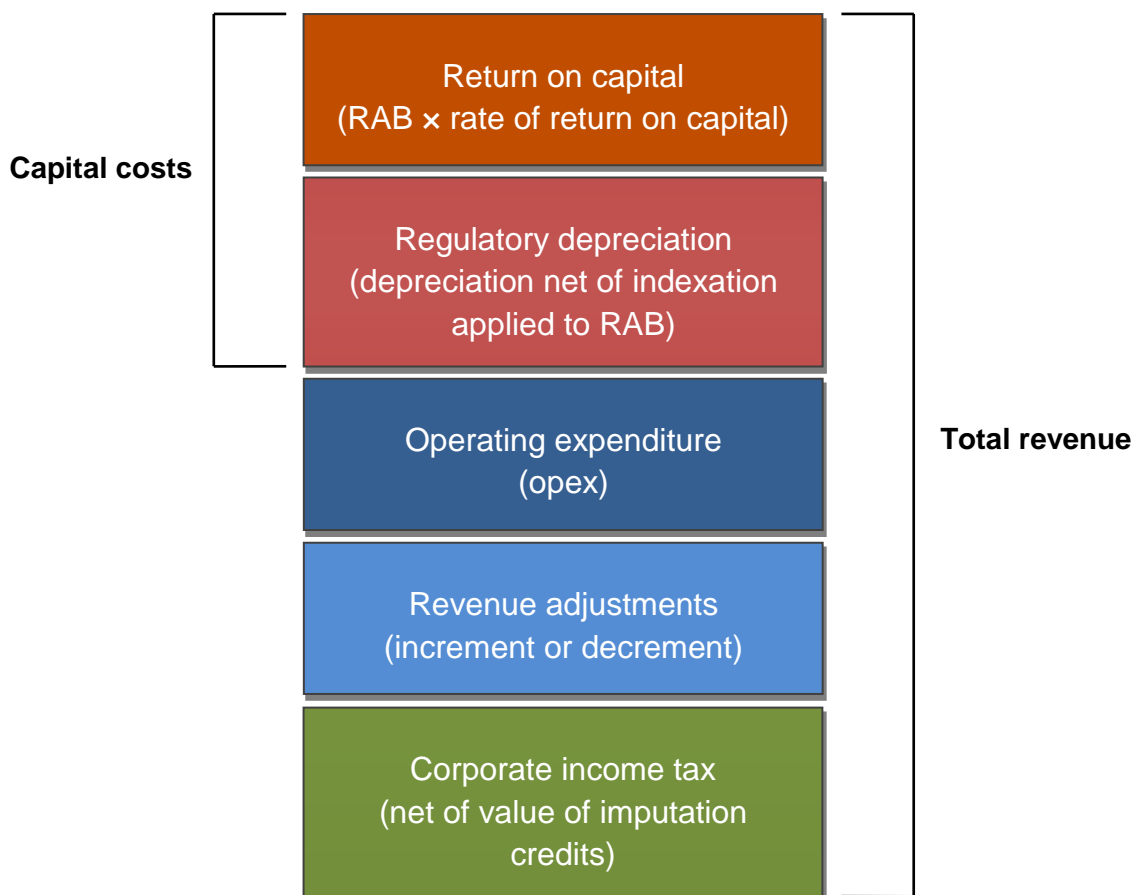 Return on capital
(RAB × rate of return on capital)
Capital costs
Regulatory depreciation
(depreciation net of indexation
applied to RAB)
Operating expenditure
(opex)
Total revenue
Revenue adjustments
(increment or decrement)
Corporate income tax
(net of value of imputation
credits)